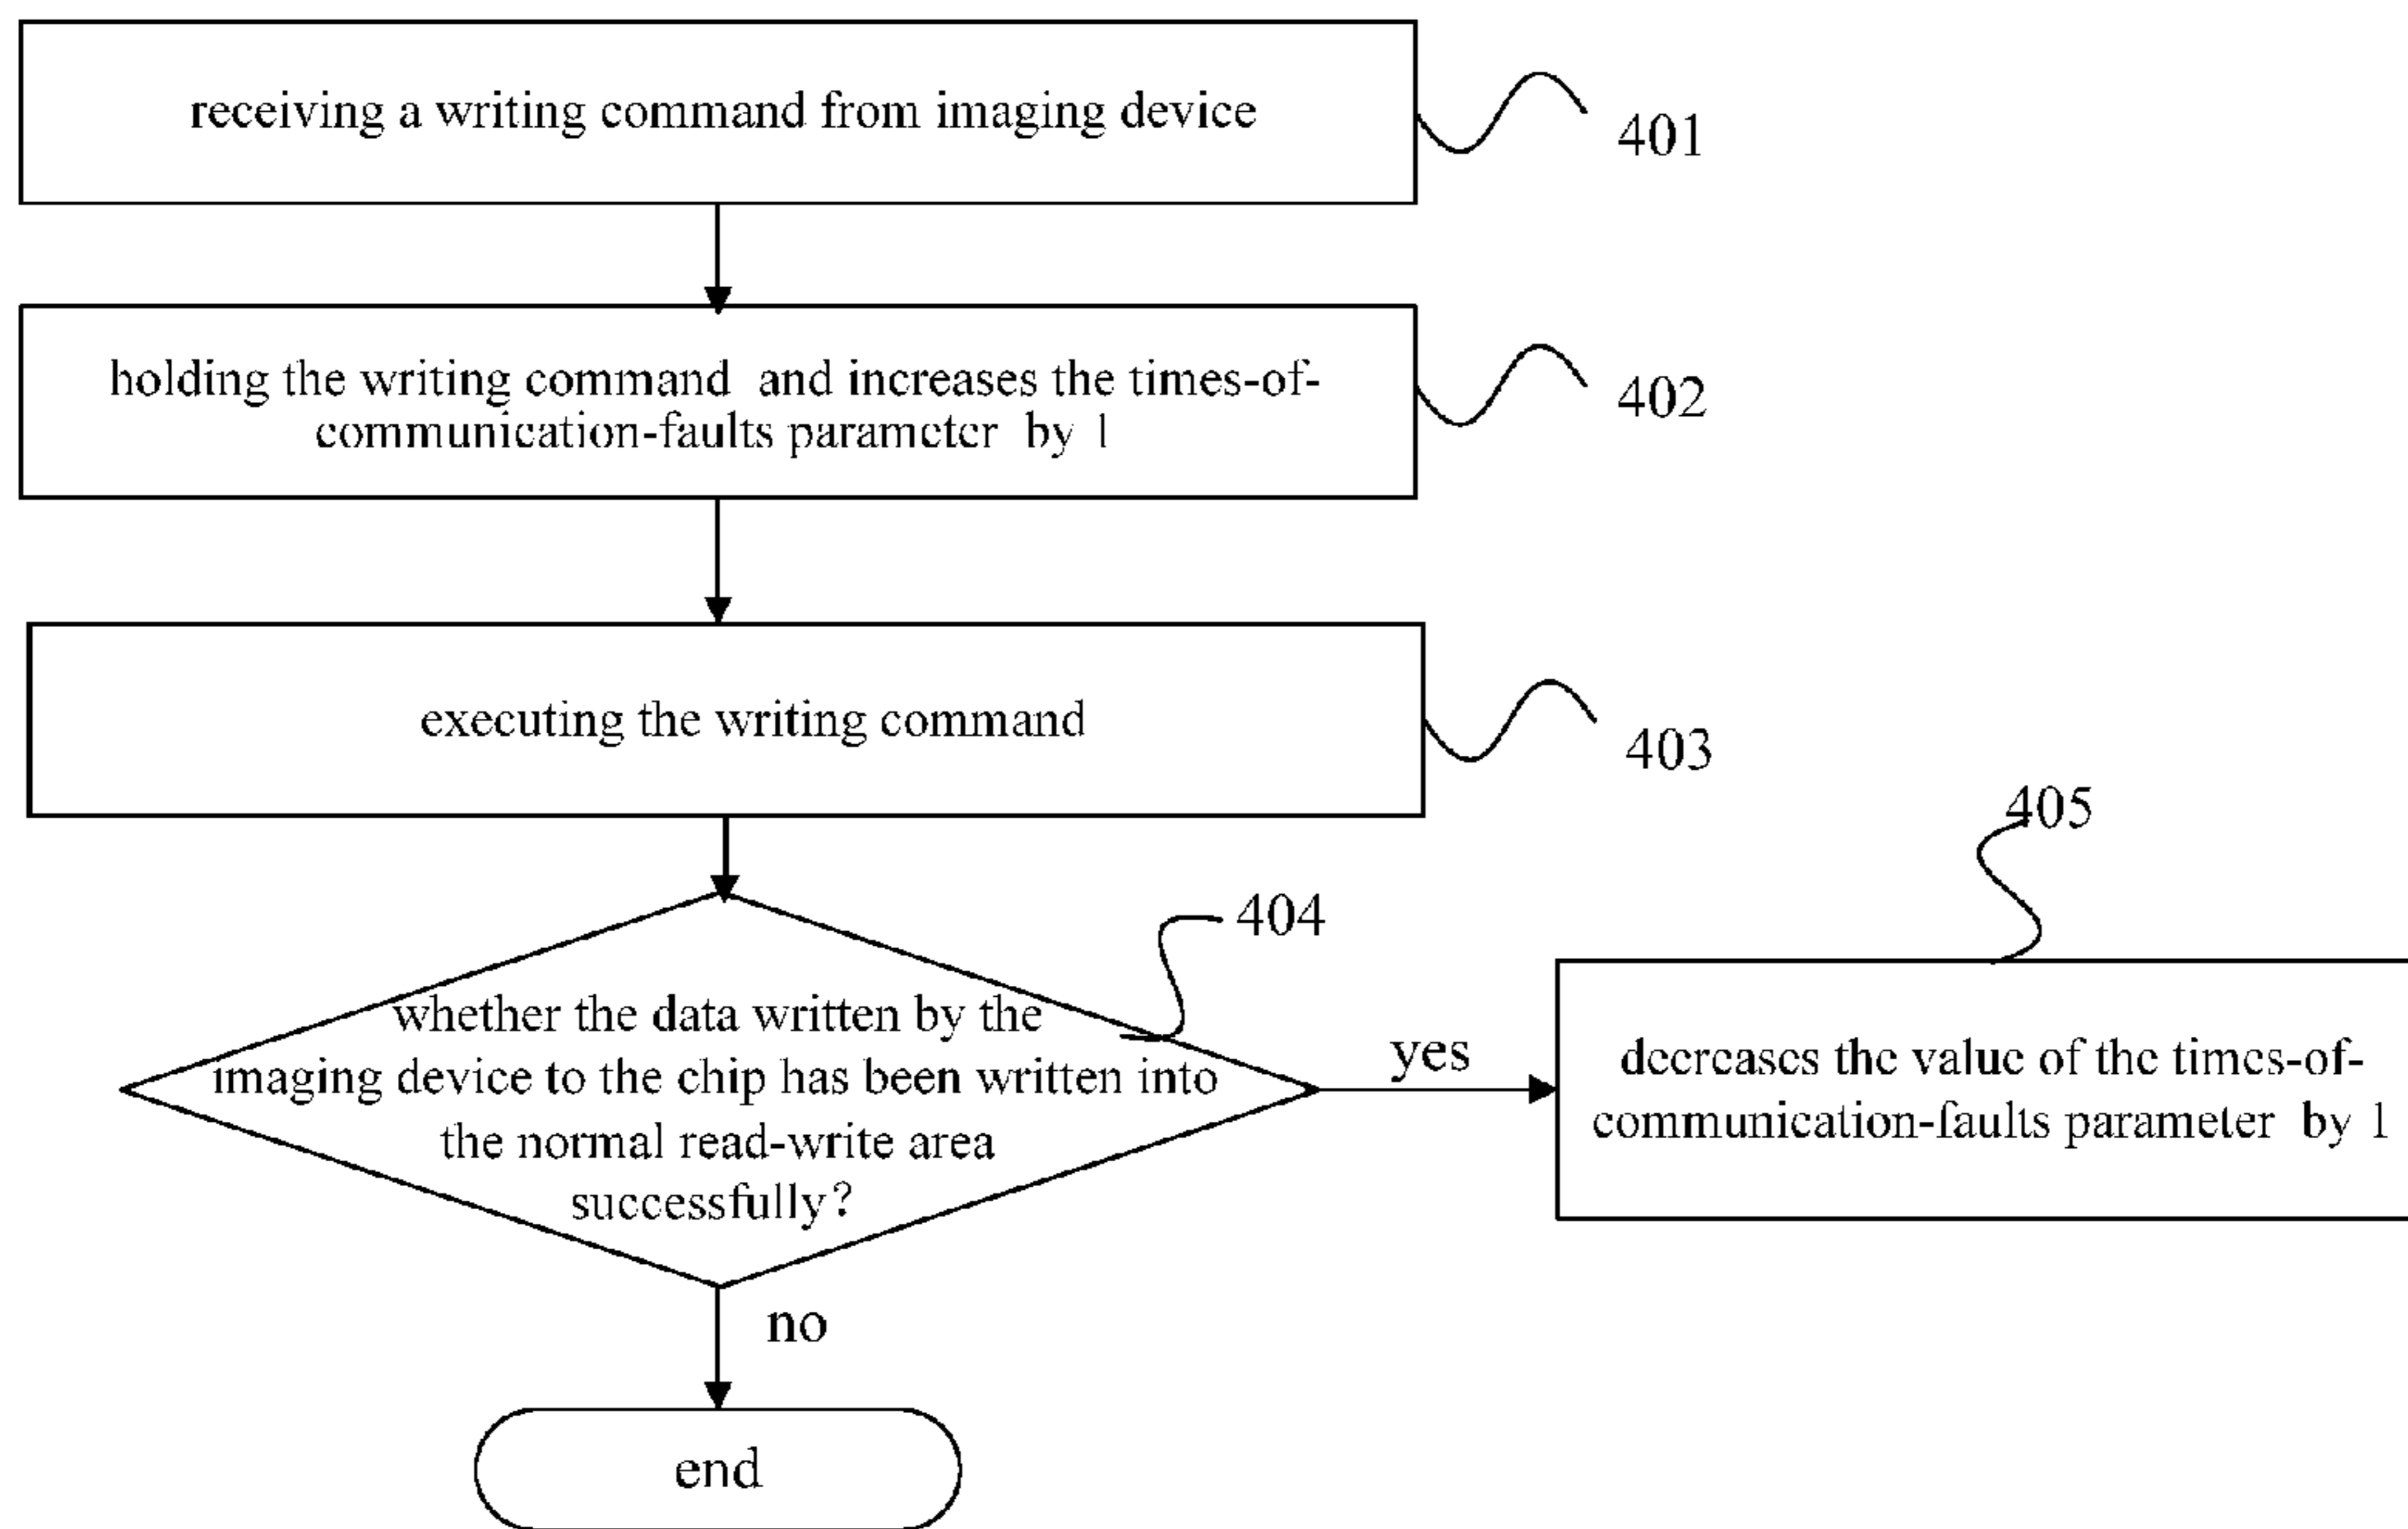 receiving a writing command from imaging device
401
holding the writing command and increases the times-of-
communication-faults parameter by 1
402
executing the writing command
403
405
404
whether the data written by the
imaging device to the chip has been written into
the normal read-write area
successfully?
yes
decreases the value of the times-of-
communication-faults parameter by 1
no
end